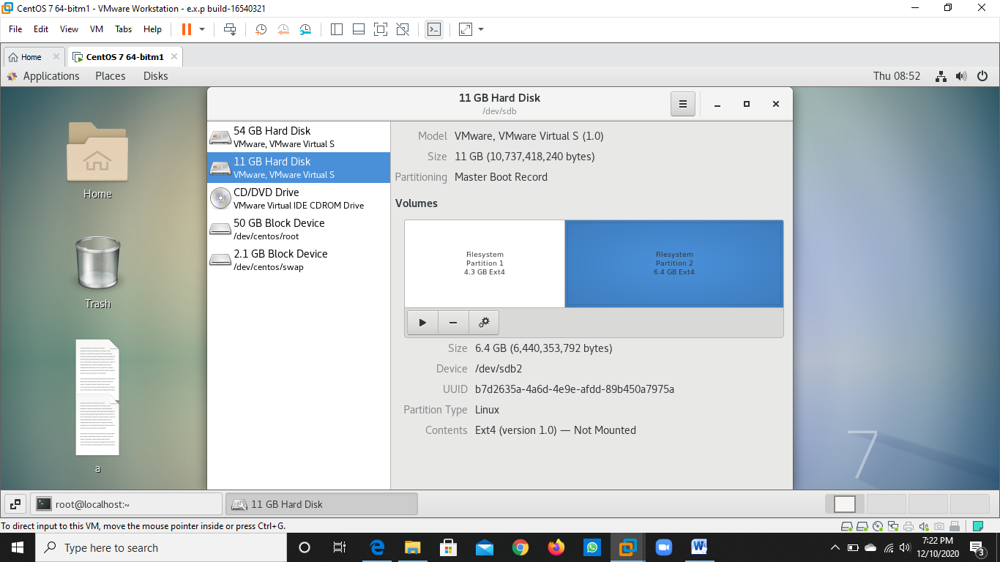 CentOS 7 64-bitm1 - VMware Workstation - e.x.p build-16540321
File Edit View VM Tabs Help
Home
CentOS 7 64-bitm1
Applications Places Disks
Thu 08:52
Home
Trash
a
11 GB Hard Disk
/dev/sdb
54 GB Hard Disk
VMware, VMware Virtual S
11 GB Hard Disk
VMware, VMware Virtual S
CD/DVD Drive
VMware Virtual IDE CDROM Drive
50 GB Block Device
/dev/centos/root
2.1 GB Block Device
/dev/centos/swap
Model VMware, VMware Virtual S (1.0)
Size 11 GB (10,737,418,240 bytes)
Partitioning Master Boot Record
Volumes
Filesystem
Partition 1
4.3 GB Ext4
Filesystem
Partition 2
6.4 GB Ext4
Size 6.4 GB (6,440,353,792 bytes)
Device /dev/sdb2
UUID b7d2635a-4a6d-4e9e-afdd-89b450a7975a
Partition Type Linux
Contents Ext4 (version 1.0) — Not Mounted
7
root@localhost:~
11 GB Hard Disk
To direct input to this VM, move the mouse pointer inside or press Ctrl+G.
Type here to search
7:22 PM
12/10/2020
3